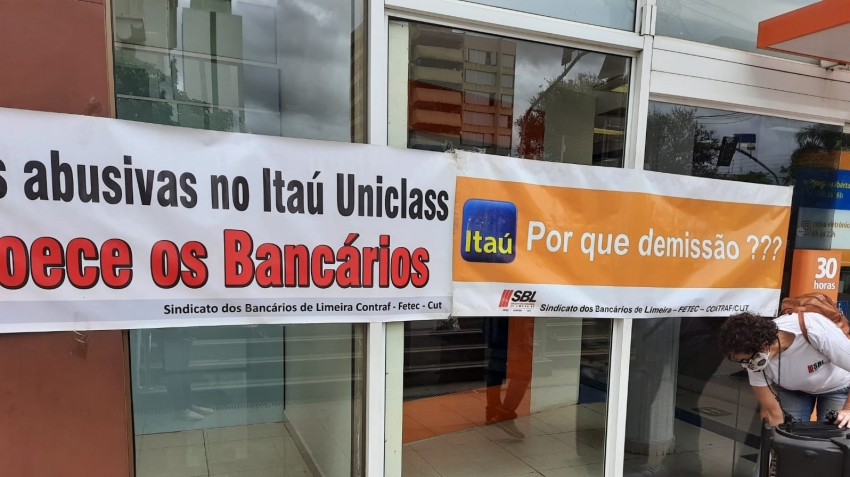 s abusivas no Itaú Uniclass
oece os Bancários
Sindicato dos Bancários de Limeira Contraf - Fetec - Cut
Itaú
Por que demissão ???
SBL
Sindicato dos Bancários de Limeira - FETEC - CONTRAF/CUT
30
horas
SBL